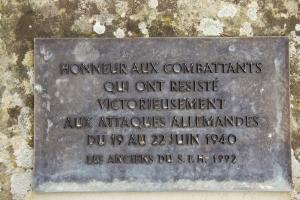 HONNEUR AUX COMBATTANTS
QUI ONT RESISTÉ
VICTORIEUSEMENT
AUX ATTAQUES ALLEMANDES
DU 19 AU 22 JUIN 1940
LES ANCIENS DU S.F.H. 1992